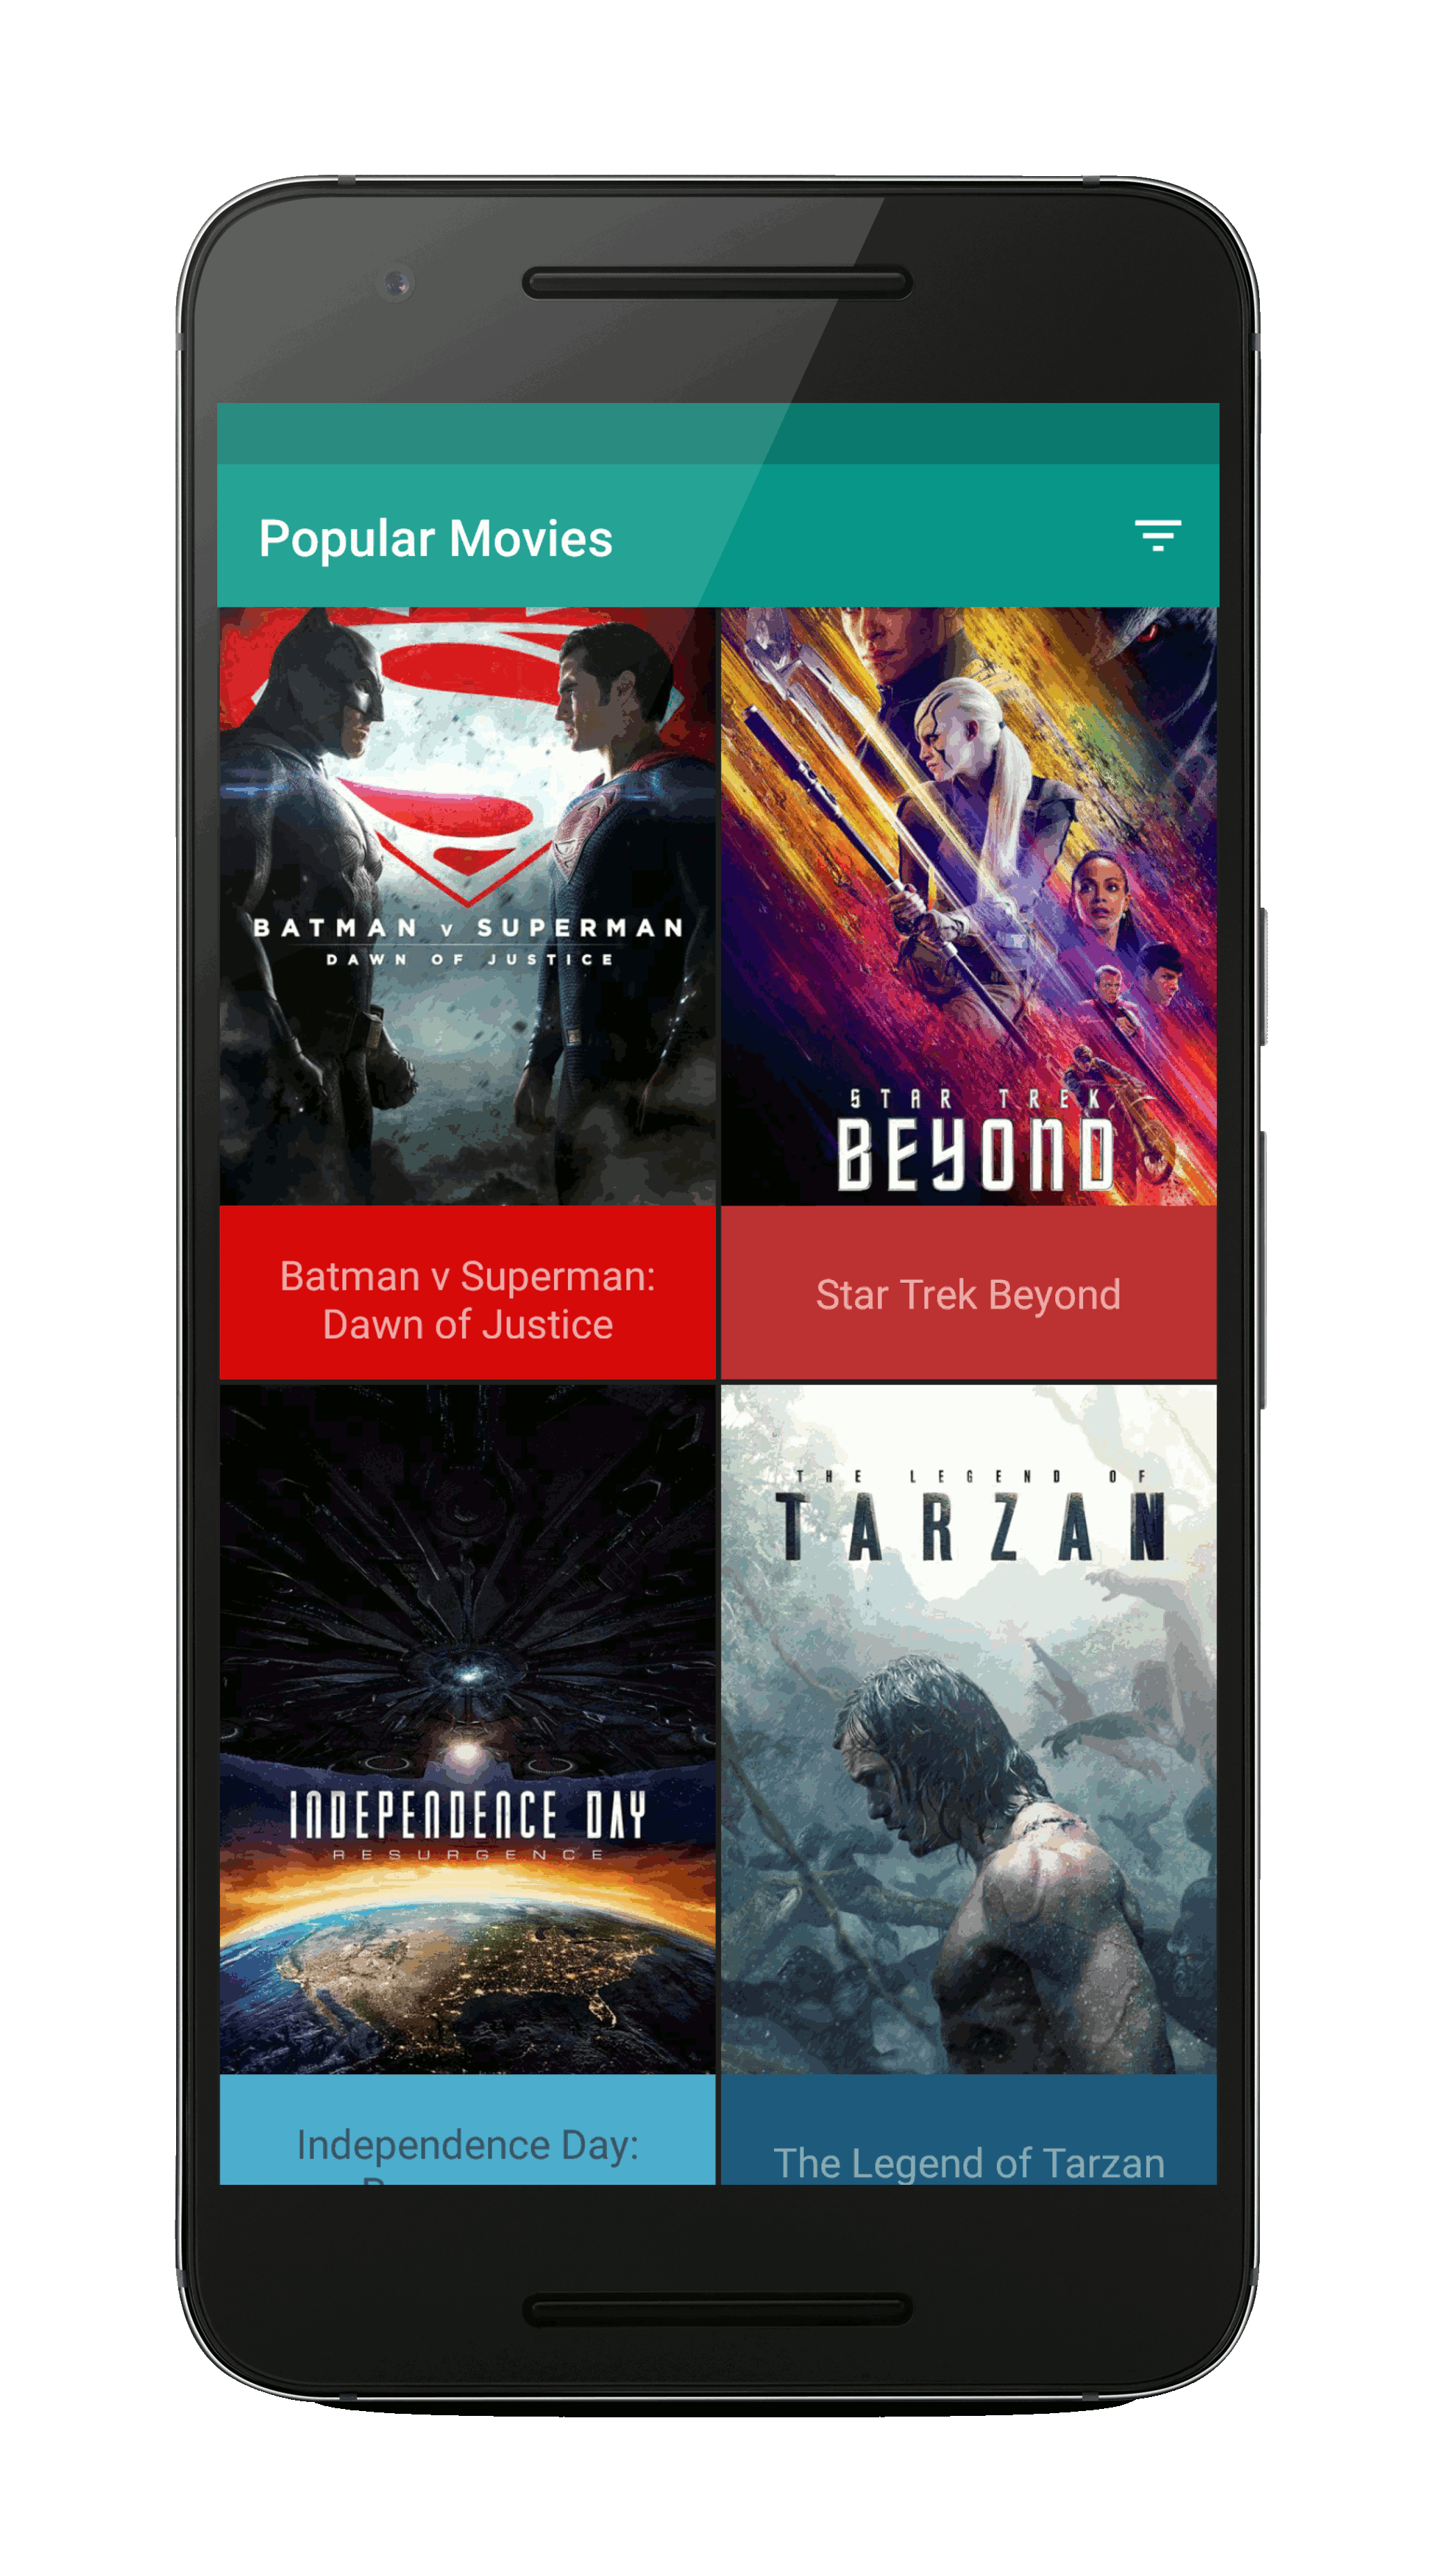 Popular Movies
BATMAN v SUPERMAN
DAWN OF JUSTICE
STAR TREK
BEYOND
Batman v Superman:
Dawn of Justice
Star Trek Beyond
INDEPENDENCE DAY
RESURGENCE
THE LEGEND OF
TARZAN
Independence Day:
The Legend of Tarzan